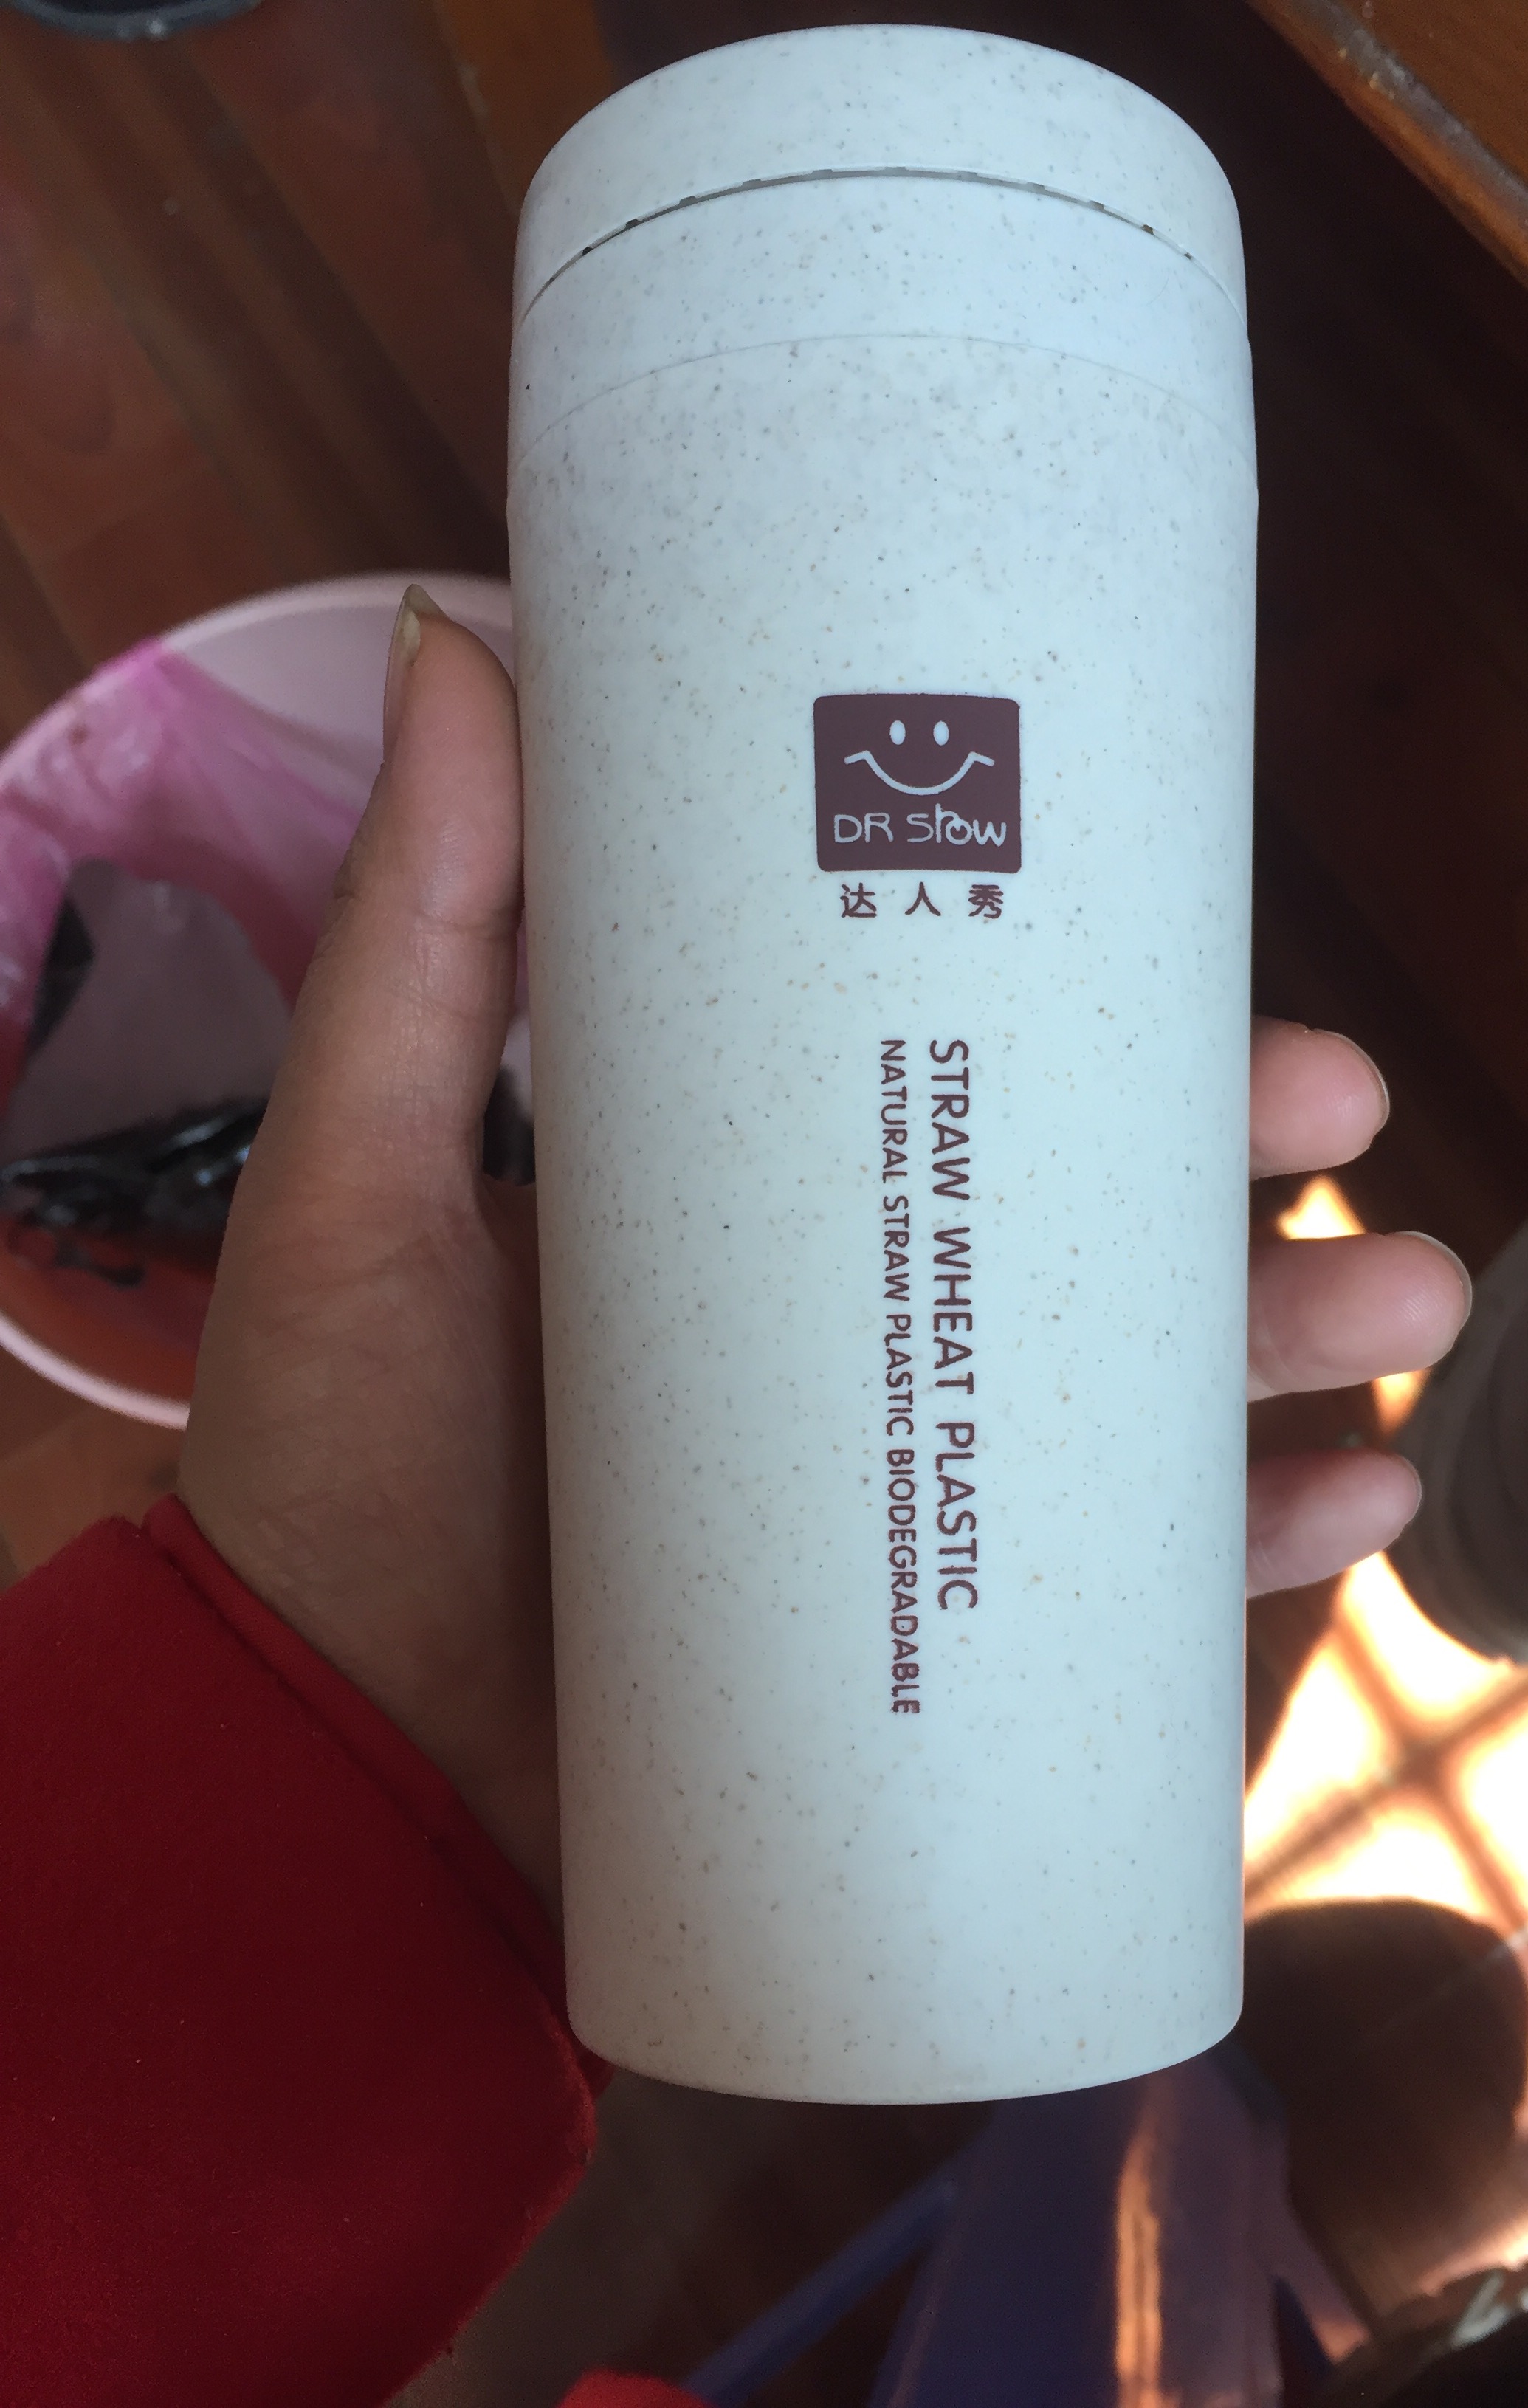 DR Show
达人秀
STRAW WHEAT PLASTIC
NATURAL STRAW PLASTIC BIODEGRADABLE